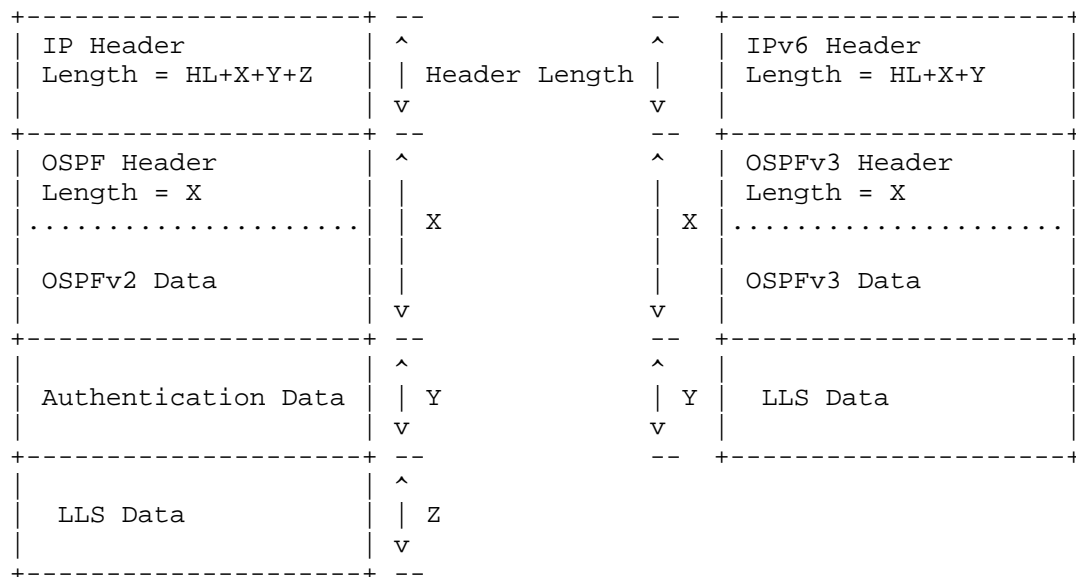 +---------------------+ --              --  +---------------------+
| IP Header           | ^               ^   | IPv6 Header         |
| Length = HL+X+Y+Z   | | Header Length |   | Length = HL+X+Y     |
|                     | v               v   |                     |
+---------------------+ --              --  +---------------------+
| OSPF Header         | ^               ^   | OSPFv3 Header       |
| Length = X          | |               |   | Length = X          |
|.....................| | X             | X |.....................|
|                     | |               |   |                     |
| OSPFv2 Data         | |               |   | OSPFv3 Data         |
|                     | v               v   |                     |
+---------------------+ --              --  +---------------------+
|                     | ^               ^   |                     |
| Authentication Data | | Y             | Y |  LLS Data           |
|                     | v               v   |                     |
+---------------------+ --              --  +---------------------+
|                     | ^
|  LLS Data           | | Z
|                     | v
+---------------------+ --